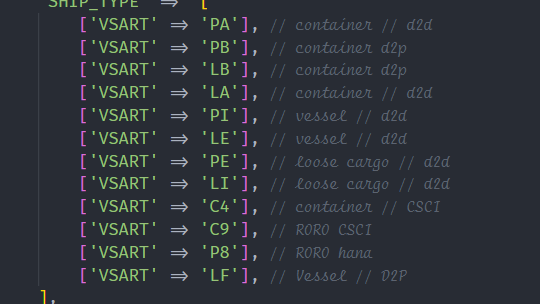 SHIP_TYPE => [
['VSART' => 'PA'], // container // d2d
['VSART' => 'PB'], // container d2p
['VSART' => 'LB'], // container d2p
['VSART' => 'LA'], // container // d2d
['VSART' => 'PI'], // vessel // d2d
['VSART' => 'LE'], // vessel // d2d
['VSART' => 'PE'], // loose cargo // d2d
['VSART' => 'LI'], // loose cargo // d2d
['VSART' => 'C4'], // container // CSCI
['VSART' => 'C9'], // RORO CSCI
['VSART' => 'P8'], // RORO hana
['VSART' => 'LF'], // Vessel // D2P
],